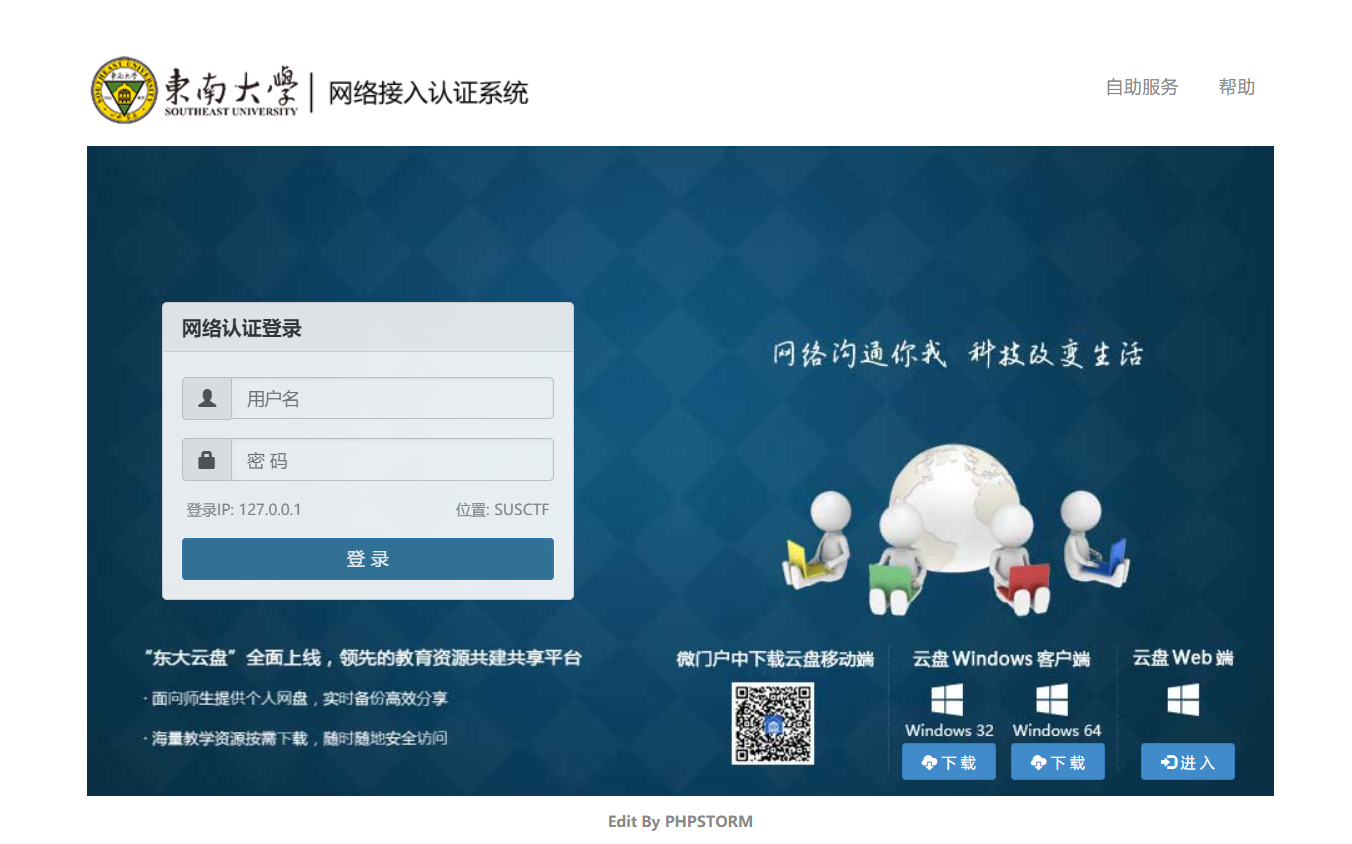 東南大學
SOUTHEAST UNIVERSITY
网络接入认证系统
自助服务
帮助
网络认证登录
用户名
密 码
登录IP: 127.0.0.1
位置: SUSCTF
登 录
网络沟通你我 科技改变生活
“东大云盘”全面上线，领先的教育资源共建共享平台
· 面向师生提供个人网盘，实时备份高效分享
· 海量教学资源按需下载，随时随地安全访问
微门户中下载云盘移动端
云盘 Windows 客户端
Windows 32
Windows 64
下 载
下 载
云盘 Web 端
进 入
Edit By PHPSTORM